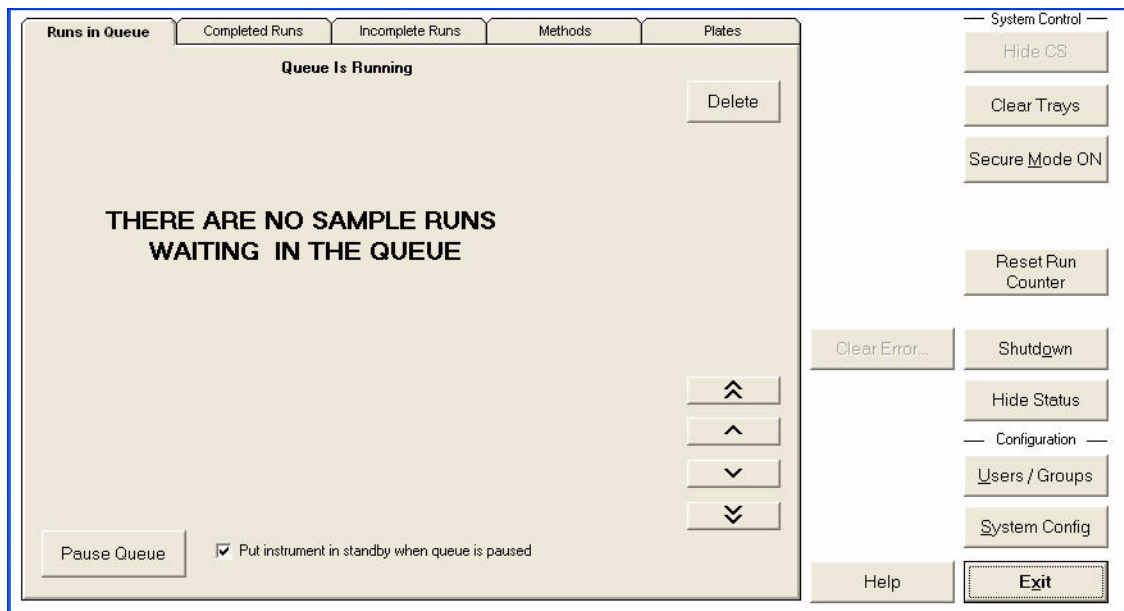 Runs in Queue
Completed Runs
Incomplete Runs
Methods
Plates
Queue Is Running
Delete
THERE ARE NO SAMPLE RUNS
WAITING IN THE QUEUE
Pause Queue
Put instrument in standby when queue is paused
System Control
Hide CS
Clear Trays
Secure Mode ON
Reset Run
Counter
Clear Error...
Shutdown
Hide Status
Configuration
Users / Groups
System Config
Help
Exit